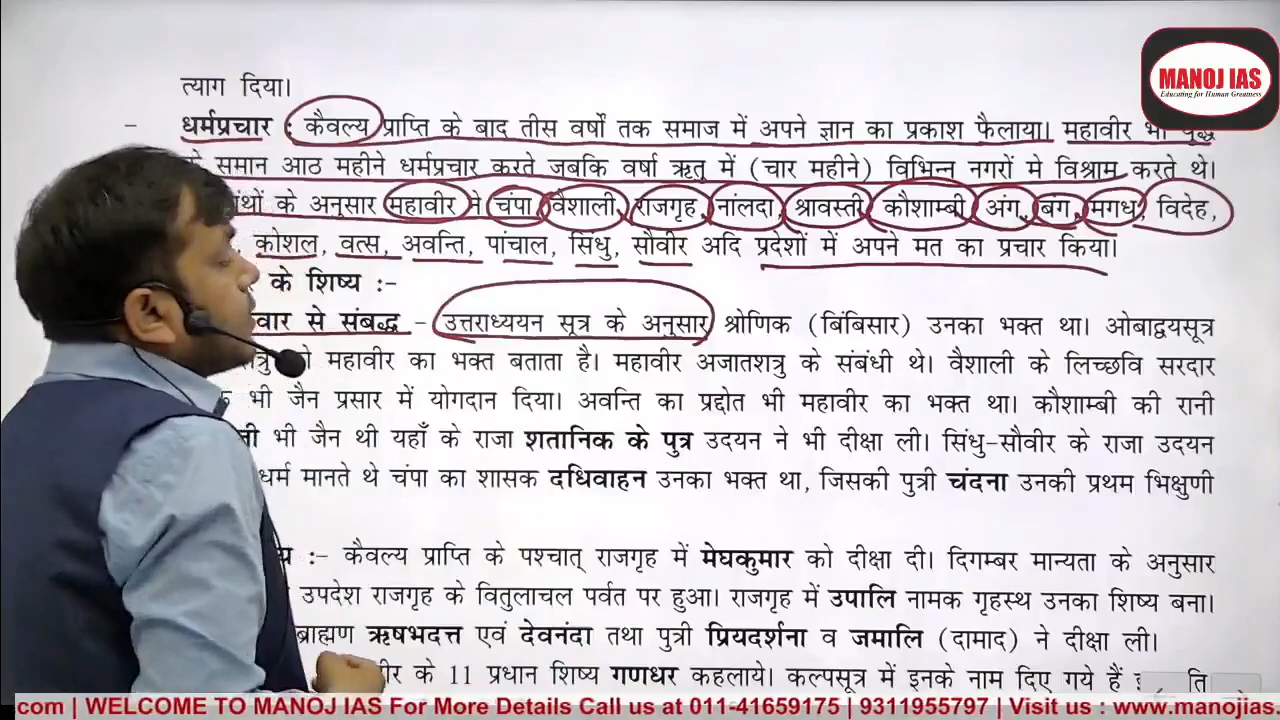 MANOJ IAS
Educating for Human Greatness
त्याग दिया।
- धर्मप्रचार : कैवल्य प्राप्ति के बाद तीस वर्षों तक समाज में अपने ज्ञान का प्रकाश फैलाया। महावीर भी बुद्ध
समान आठ महीने धर्मप्रचार करते जबकि वर्षा ऋतु में (चार महीने) विभिन्न नगरों मे विश्राम करते थे।
के अनुसार महावीर ने चंपा, वैशाली, राजगृह, नांलदा, श्रावस्ती, कौशाम्बी, अंग, बंग, मगध, विदेह,
कोशल, वत्स, अवन्ति, पांचाल, सिंधु, सौवीर अदि प्रदेशों में अपने मत का प्रचार किया।
के शिष्य :-
से संबद्ध - उत्तराध्ययन सूत्र के अनुसार श्रोणिक (बिंबिसार) उनका भक्त था। ओबाद्वयसूत्र
महावीर का भक्त बताता है। महावीर अजातशत्रु के संबंधी थे। वैशाली के लिच्छवि सरदार
भी जैन प्रसार में योगदान दिया। अवन्ति का प्रद्दोत भी महावीर का भक्त था। कौशाम्बी की रानी
भी जैन थी यहाँ के राजा शतानिक के पुत्र उदयन ने भी दीक्षा ली। सिंधु-सौवीर के राजा उदयन
धर्म मानते थे चंपा का शासक दधिवाहन उनका भक्त था, जिसकी पुत्री चंदना उनकी प्रथम भिक्षुणी
:- कैवल्य प्राप्ति के पश्चात् राजगृह में मेघकुमार को दीक्षा दी। दिगम्बर मान्यता के अनुसार
उपदेश राजगृह के वितुलाचल पर्वत पर हुआ। राजगृह में उपालि नामक गृहस्थ उनका शिष्य बना।
ब्राह्मण ऋषभदत्त एवं देवनंदा तथा पुत्री प्रियदर्शना व जमालि (दामाद) ने दीक्षा ली।
के 11 प्रधान शिष्य गणधर कहलाये। कल्पसूत्र में इनके नाम दिए गये हैं
.com | WELCOME TO MANOJ IAS For More Details Call us at 011-41659175 | 9311955797 | Visit us : www.manojias.